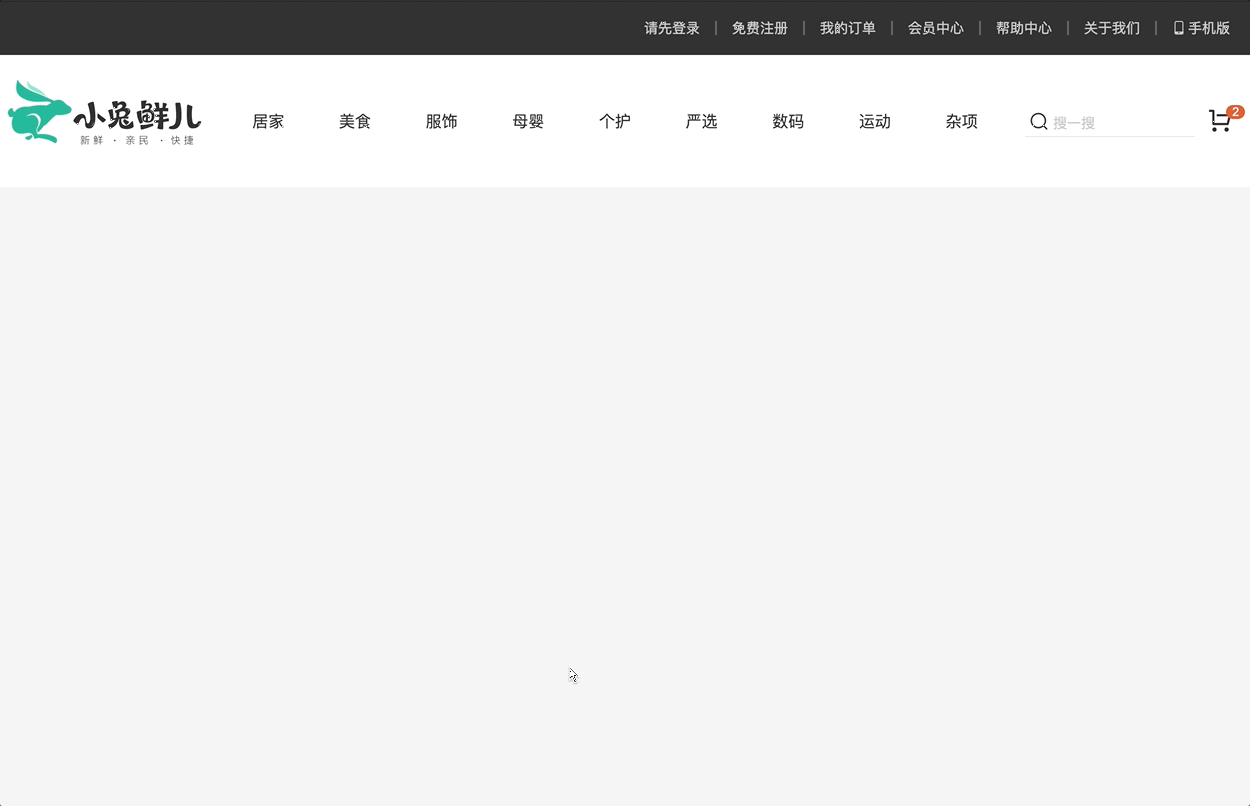 请先登录 | 免费注册 | 我的订单 | 会员中心 | 帮助中心 | 关于我们 | 手机版
小兔鲜儿
新鲜 · 亲民 · 快捷
居家 美食 服饰 母婴 个护 严选 数码 运动 杂项 搜一搜 2